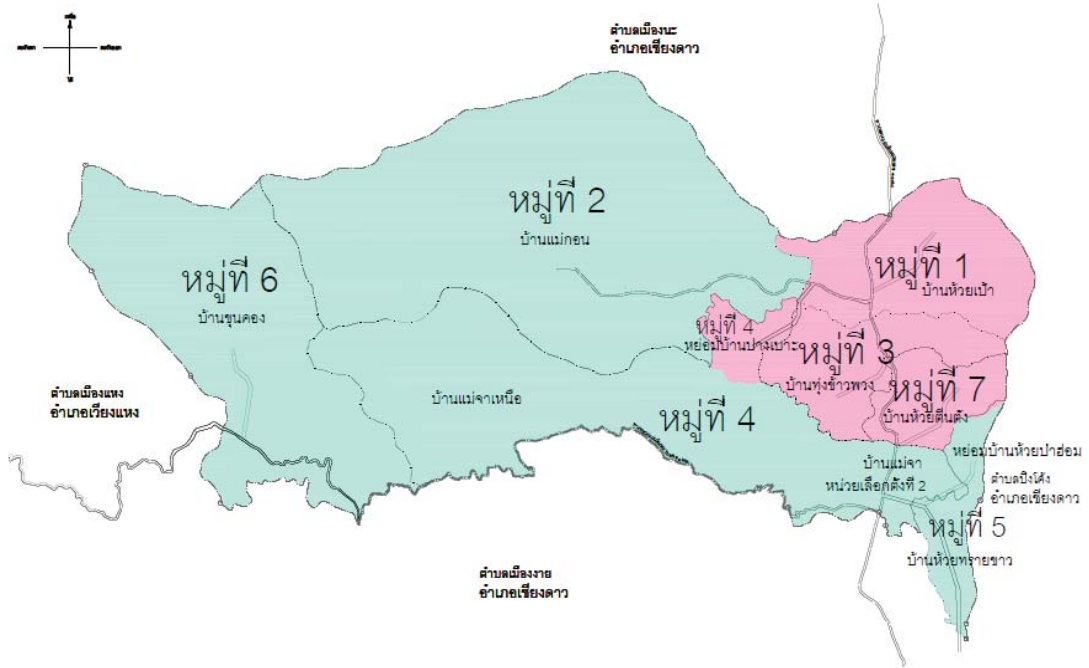 ตำบลเมืองนะ
อำเภอเชียงดาว
หมู่ที่ 2
บ้านแม่กอน
หมู่ที่ 1
บ้านห้วยเป้า
หมู่ที่ 6
บ้านขุนคอง
หมู่ที่ 4
หย่อมบ้านปางเบาะ
หมู่ที่ 3
บ้านทุ่งข้าวพวง
หมู่ที่ 7
บ้านห้วยตีนตั่ง
ตำบลเมืองแหง
อำเภอเวียงแหง
บ้านแม่จาเหนือ
หมู่ที่ 4
บ้านแม่จา
หน่วยเลือกตั้งที่ 2
หย่อมบ้านห้วยปาฮ่อม
ตำบลปิงโค้ง
อำเภอเชียงดาว
หมู่ที่ 5
บ้านห้วยทรายขาว
ตำบลเมืองงาย
อำเภอเชียงดาว